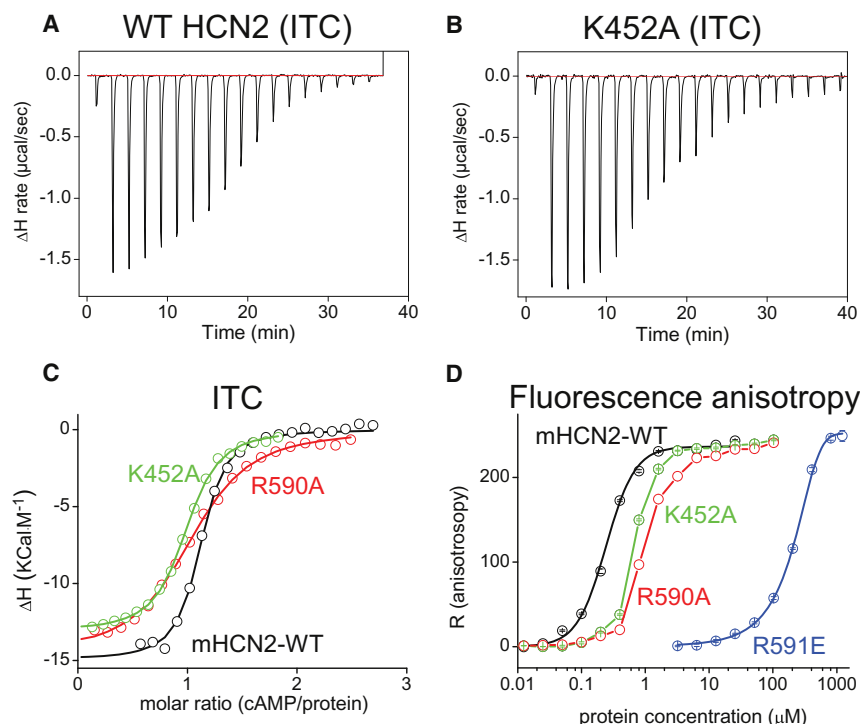 A
WT HCN2 (ITC)
0.0
-0.5
-1.0
-1.5
ΔH rate (µcal/sec)
0 10 20 30 40
Time (min)
B
K452A (ITC)
0.0
-0.5
-1.0
-1.5
ΔH rate (µcal/sec)
0 10 20 30 40
Time (min)
C
ITC
0
-5
-10
-15
ΔH (KCal.M⁻¹)
K452A
R590A
mHCN2-WT
0 1 2 3
molar ratio (cAMP/protein)
D
Fluorescence anisotropy
mHCN2-WT
200
100
0
R (anisotrosopy)
K452A
R590A
R591E
0.01 0.1 1 10 100 1000
protein concentration (µM)